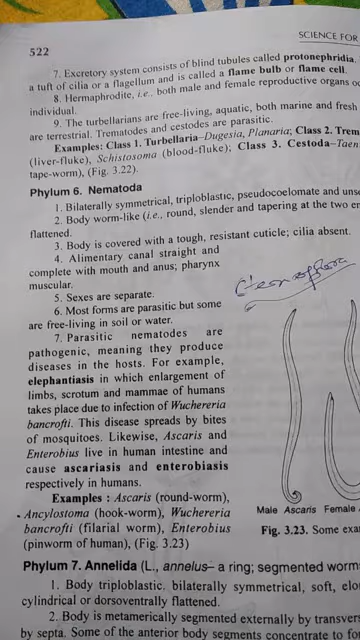 522
SCIENCE FOR
7. Excretory system consists of blind tubules called protonephridia.
a tuft of cilia or a flagellum and is called a flame bulb or flame cell.
8. Hermaphrodite, i.e., both male and female reproductive organs oc
individual.
9. The turbellarians are free-living, aquatic, both marine and fresh
are terrestrial. Trematodes and cestodes are parasitic.
Examples: Class 1. Turbellaria–Dugesia, Planaria; Class 2. Trem
(liver-fluke), Schistosoma (blood-fluke); Class 3. Cestoda–Taen
tape-worm), (Fig. 3.22).
Phylum 6. Nematoda
1. Bilaterally symmetrical, triploblastic, pseudocoelomate and unse
2. Body worm-like (i.e., round, slender and tapering at the two en
flattened.
3. Body is covered with a tough, resistant cuticle; cilia absent.
4. Alimentary canal straight and
complete with mouth and anus; pharynx
muscular.
5. Sexes are separate.
6. Most forms are parasitic but some
are free-living in soil or water.
7. Parasitic nematodes are
pathogenic, meaning they produce
diseases in the hosts. For example,
elephantiasis in which enlargement of
limbs, scrotum and mammae of humans
takes place due to infection of Wuchereria
bancrofti. This disease spreads by bites
of mosquitoes. Likewise, Ascaris and
Enterobius live in human intestine and
cause ascariasis and enterobiasis
respectively in humans.
Examples : Ascaris (round-worm),
Ancylostoma (hook-worm), Wuchereria
bancrofti (filarial worm), Enterobius
(pinworm of human), (Fig. 3.23)
Male Ascaris Female
Fig. 3.23. Some exa
Phylum 7. Annelida (L., annelus– a ring; segmented worm
1. Body triploblastic. bilaterally symmetrical, soft, elo
cylindrical or dorsoventrally flattened.
2. Body is metamerically segmented externally by transver
by septa. Some of the anterior body segments concentrate to fo